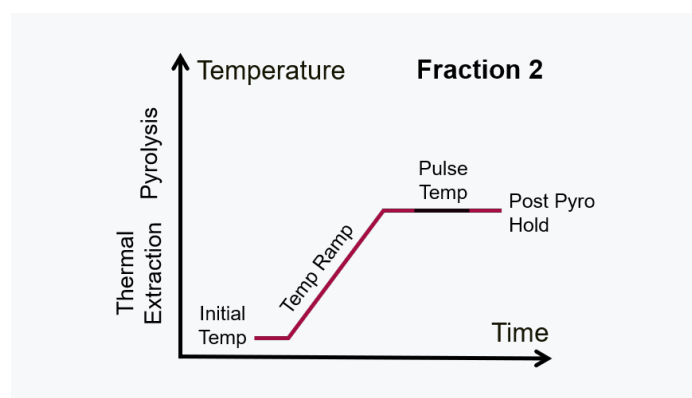 Temperature
Fraction 2
Pyrolysis
Thermal
Extraction
Pulse
Temp
Post Pyro
Hold
Temp Ramp
Initial
Temp
Time